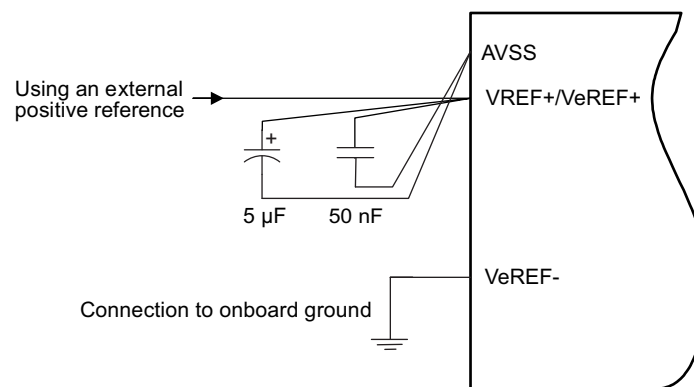 AVSS
Using an external
positive reference
VREF+/VeREF+
+
5 µF
50 nF
VeREF-
Connection to onboard ground